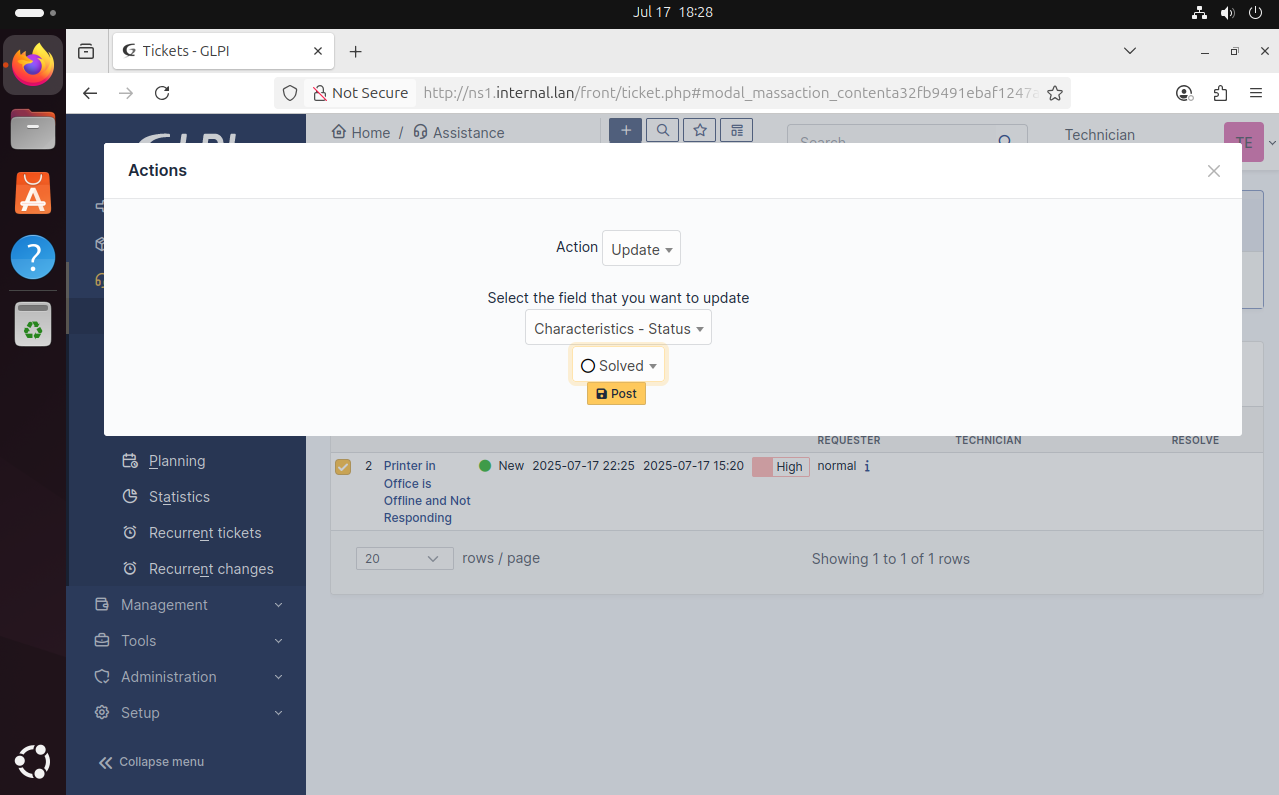 Jul 17 18:28
Tickets - GLPI
Not Secure
http://ns1.internal.lan/front/ticket.php#modal_massaction_contenta32fb9491ebaf1247a
GLPI
Home / Assistance
Search
Technician
TE
Actions
Action Update
Select the field that you want to update
Characteristics - Status
Solved
Post
REQUESTER TECHNICIAN RESOLVE
2 Printer in Office is Offline and Not Responding New 2025-07-17 22:25 2025-07-17 15:20 High normal i
20 rows / page Showing 1 to 1 of 1 rows
Planning
Statistics
Recurrent tickets
Recurrent changes
Management
Tools
Administration
Setup
Collapse menu